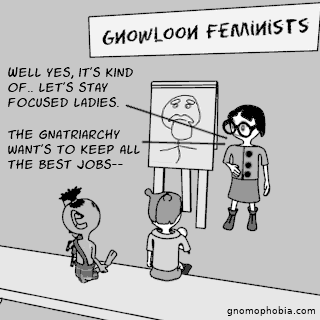 GNOWLOON FEMINISTS
WELL YES, IT'S KIND
OF.. LET'S STAY
FOCUSED LADIES.
THE GNATRIARCHY
WANT'S TO KEEP ALL
THE BEST JOBS--
gnomophobia.com